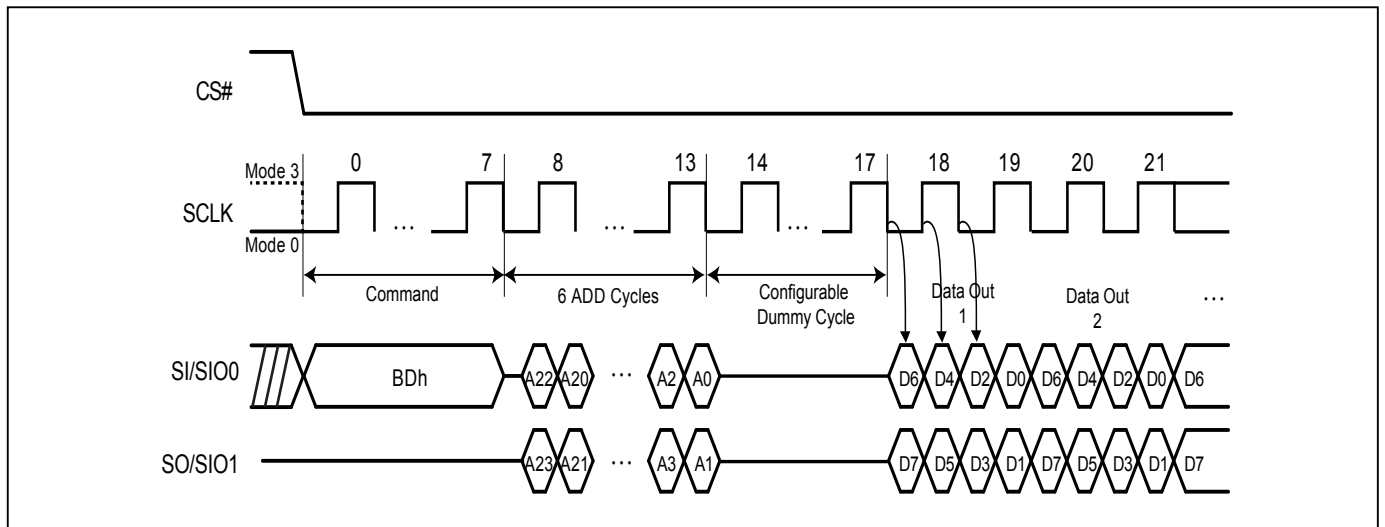 CS#
Mode 3 0 7 8 13 14 17 18 19 20 21
SCLK
...
...
...
Mode 0
Command
6 ADD Cycles
Configurable
Dummy Cycle
Data Out
1
Data Out
2
...
SI/SIO0 BDh A22 A20 ... A2 A0 D6 D4 D2 D0 D6 D4 D2 D0 D6
SO/SIO1 A23 A21 ... A3 A1 D7 D5 D3 D1 D7 D5 D3 D1 D7